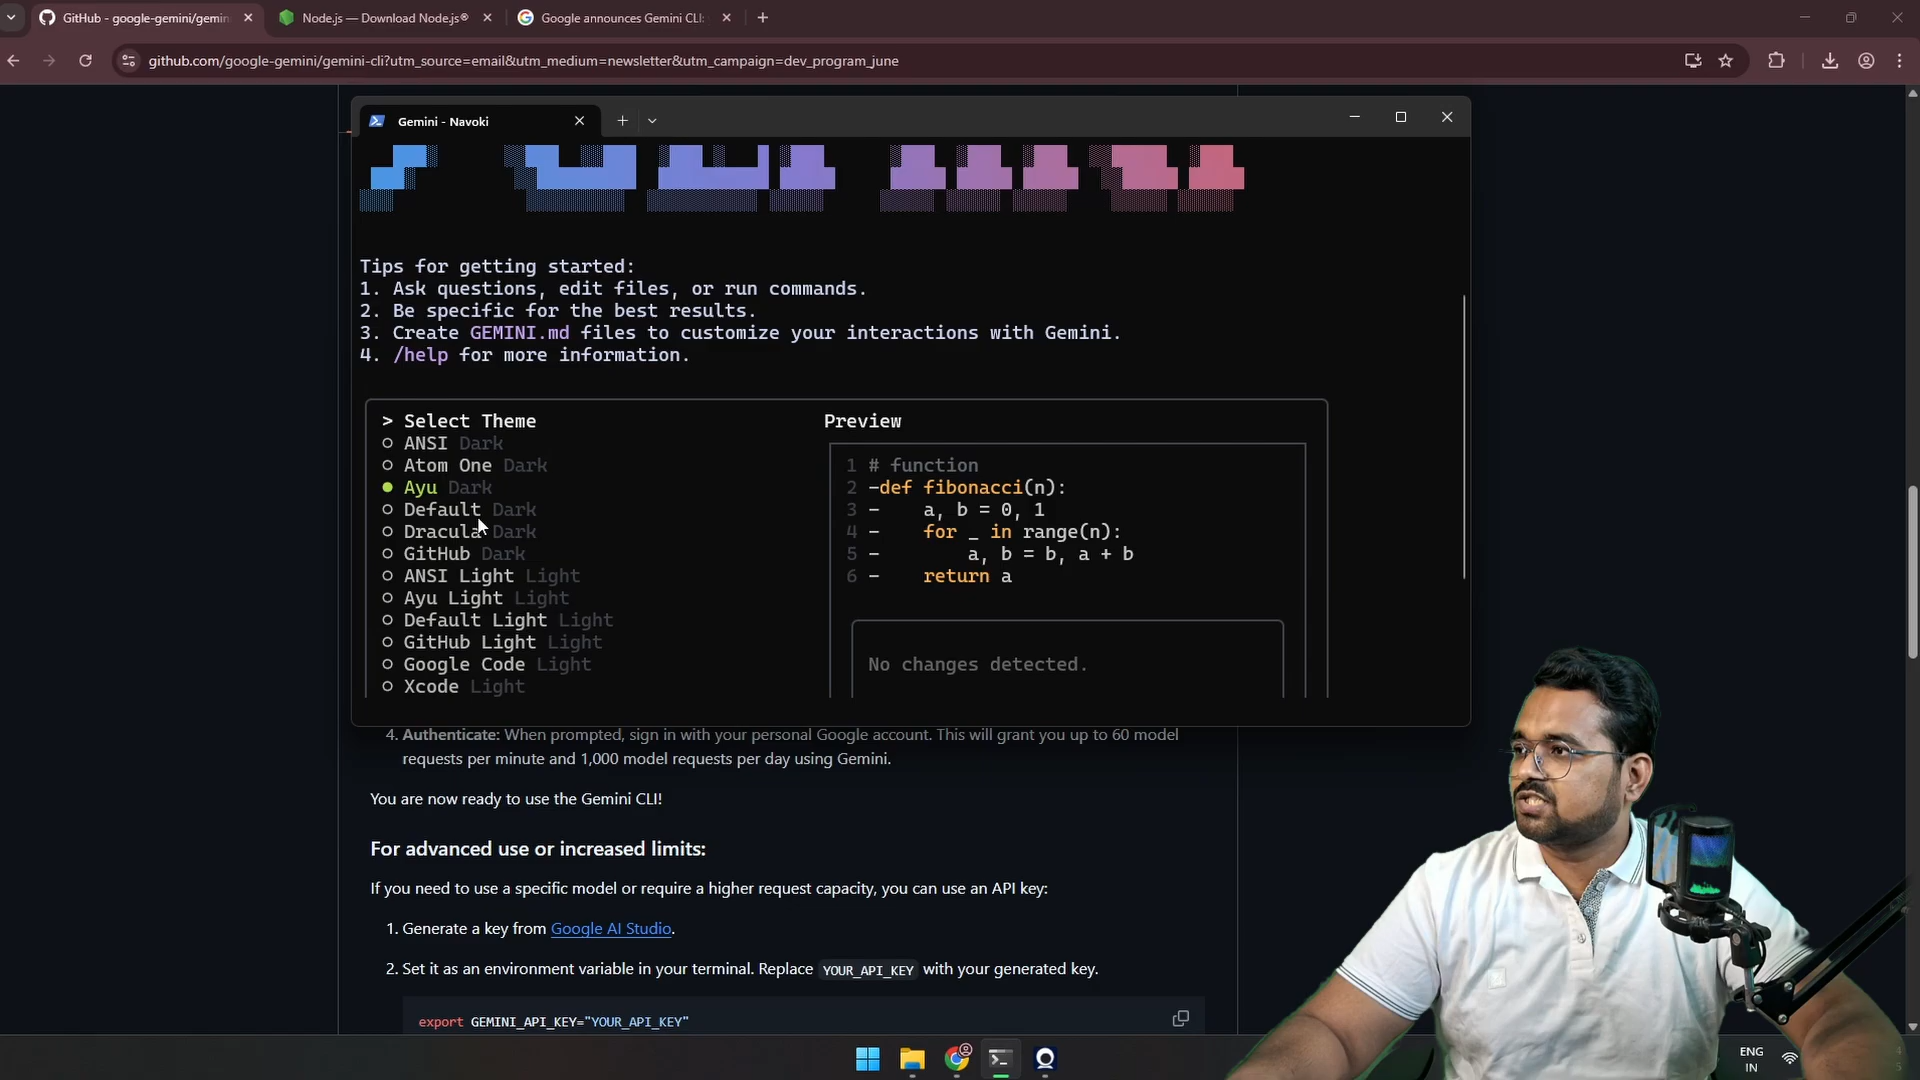 GitHub - google-gemini/gemin
Node.js — Download Node.js®
Google announces Gemini CLI:
github.com/google-gemini/gemini-cli?utm_source=email&utm_medium=newsletter&utm_campaign=dev_program_june
Gemini - Navoki
Tips for getting started:
1. Ask questions, edit files, or run commands.
2. Be specific for the best results.
3. Create GEMINI.md files to customize your interactions with Gemini.
4. /help for more information.
> Select Theme
ANSI Dark
Atom One Dark
Ayu Dark
Default Dark
Dracula Dark
GitHub Dark
ANSI Light Light
Ayu Light Light
Default Light Light
GitHub Light Light
Google Code Light
Xcode Light
Preview
1 # function
2 -def fibonacci(n):
3 -    a, b = 0, 1
4 -    for _ in range(n):
5 -        a, b = b, a + b
6 -    return a
No changes detected.
4. Authenticate: When prompted, sign in with your personal Google account. This will grant you up to 60 model
requests per minute and 1,000 model requests per day using Gemini.
You are now ready to use the Gemini CLI!
For advanced use or increased limits:
If you need to use a specific model or require a higher request capacity, you can use an API key:
1. Generate a key from Google AI Studio.
2. Set it as an environment variable in your terminal. Replace YOUR_API_KEY with your generated key.
export GEMINI_API_KEY="YOUR_API_KEY"
ENG
IN